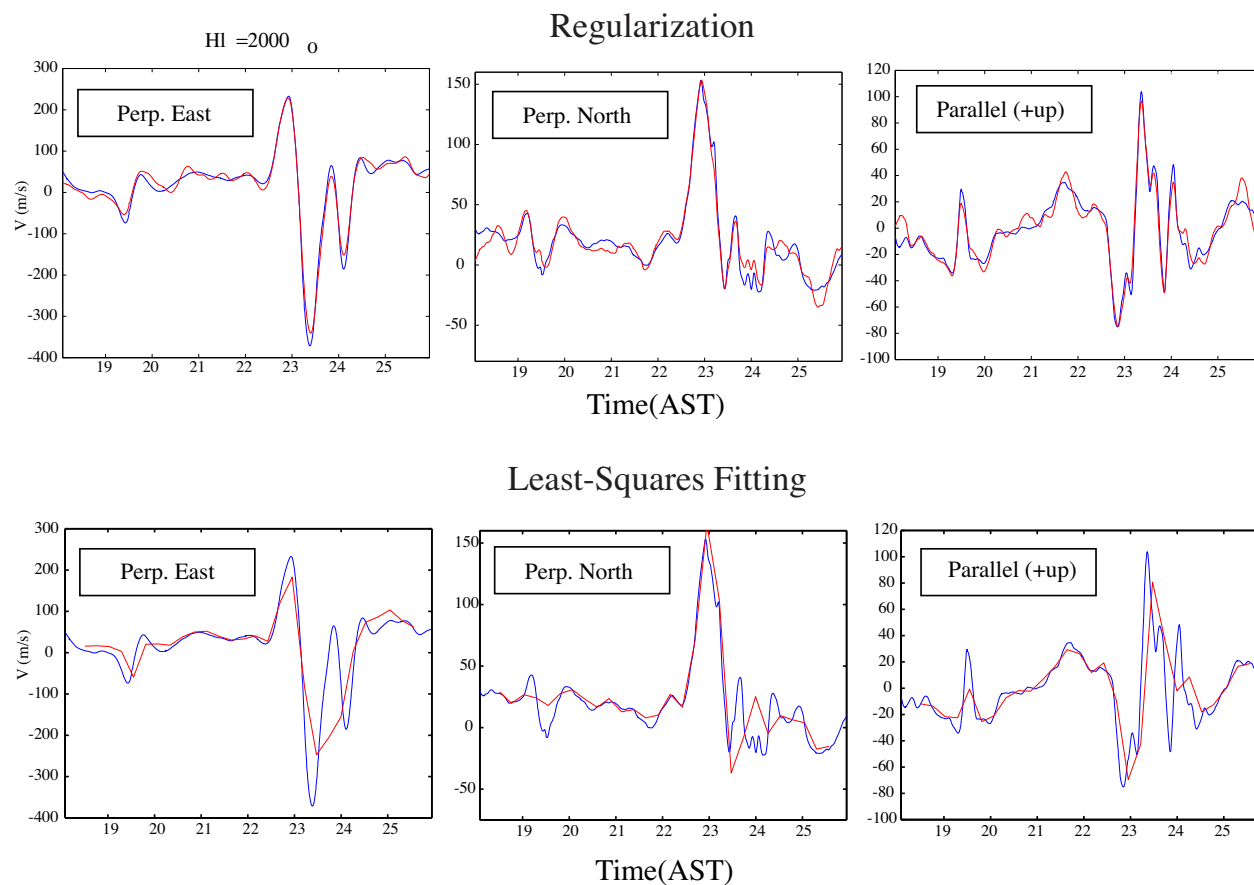 Regularization
Hl =2000 o
Perp. East
Perp. North
Parallel (+up)
V (m/s)
300
200
100
0
-100
-200
-300
-400
19 20 21 22 23 24 25
150
100
50
0
-50
19 20 21 22 23 24 25
120
100
80
60
40
20
0
-20
-40
-60
-80
-100
19 20 21 22 23 24 25
Time(AST)
Least-Squares Fitting
Perp. East
Perp. North
Parallel (+up)
V (m/s)
300
200
100
0
-100
-200
-300
-400
19 20 21 22 23 24 25
150
100
50
0
-50
19 20 21 22 23 24 25
120
100
80
60
40
20
0
-20
-40
-60
-80
-100
19 20 21 22 23 24 25
Time(AST)